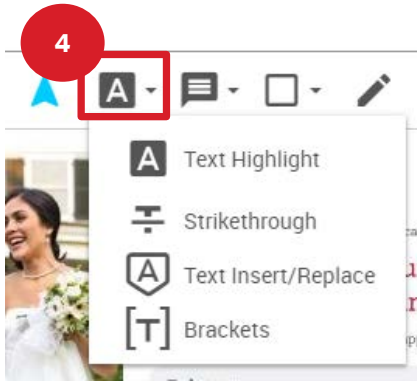 4
A
A Text Highlight
Strikethrough
A Text Insert/Replace
[T] Brackets